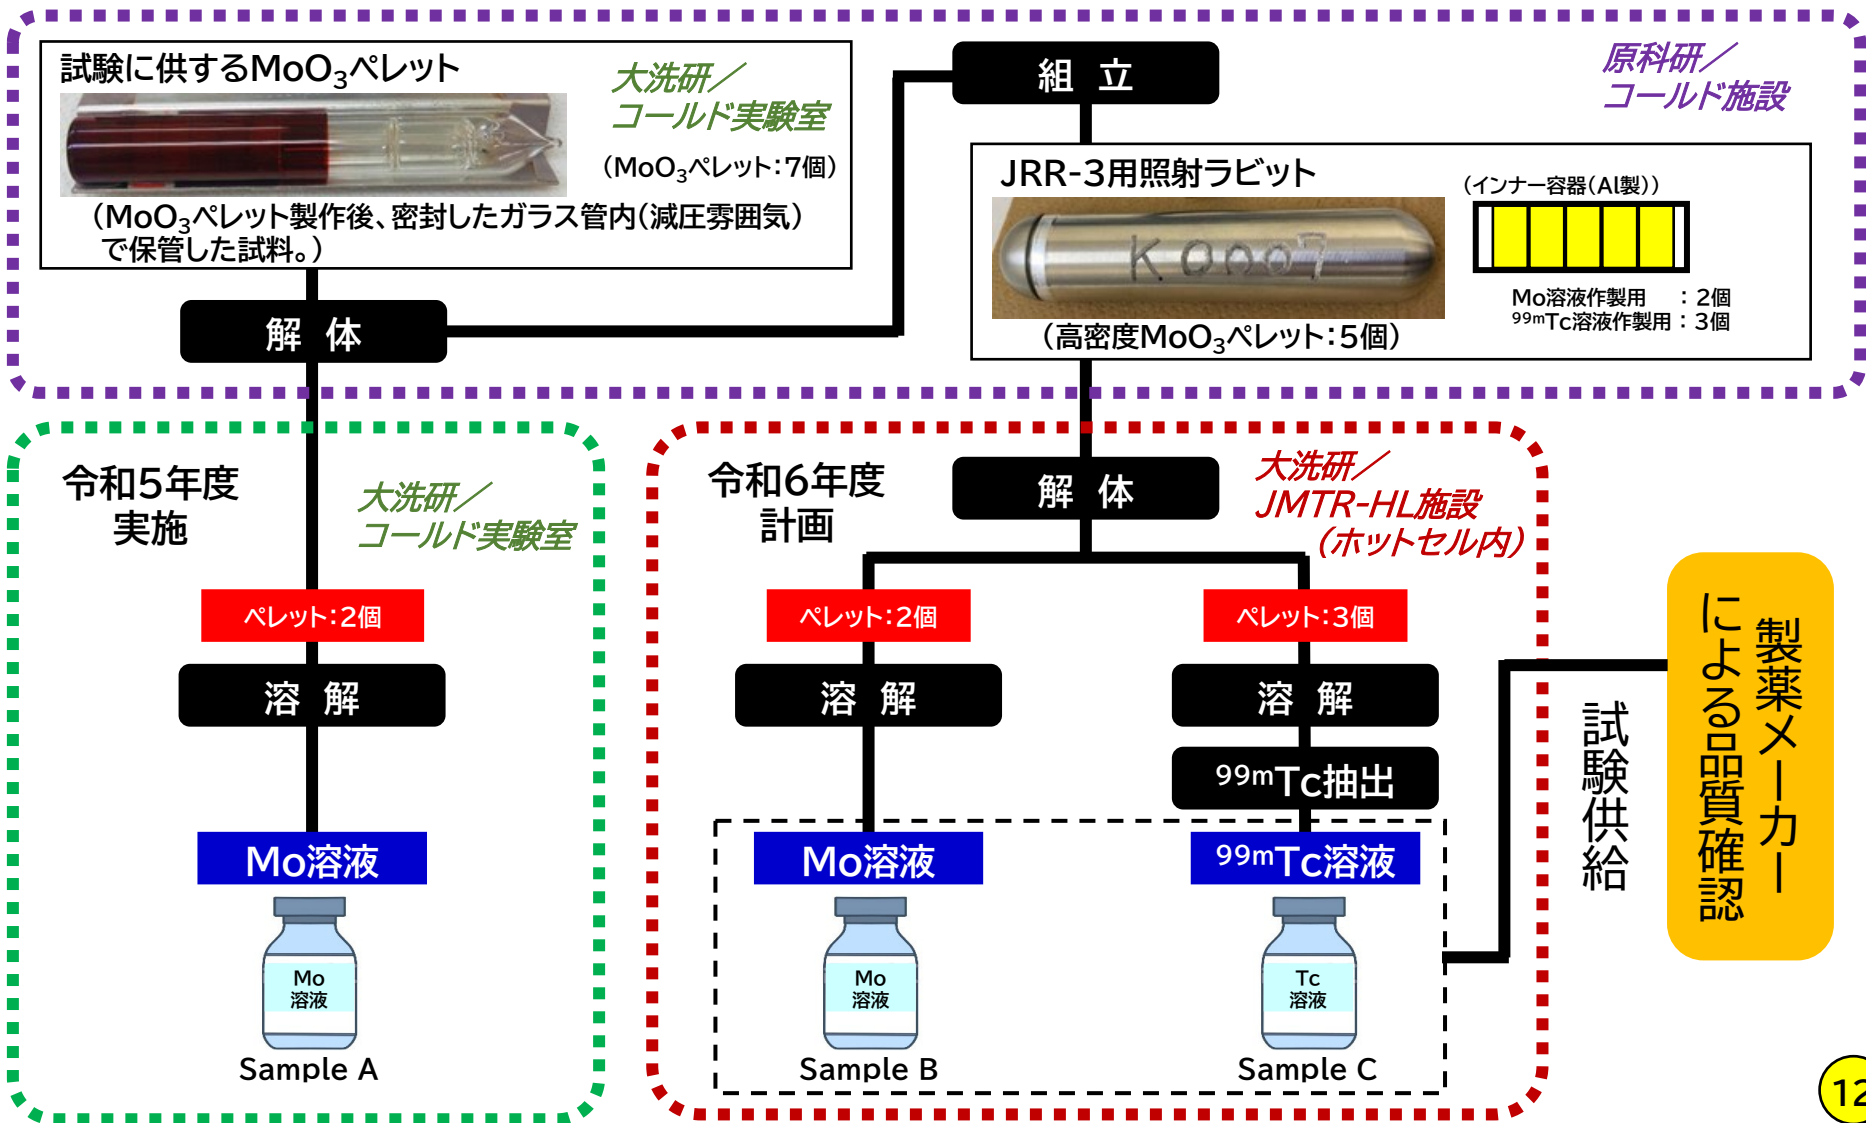 試験に供するMoO₃ペレット
大洗研／
コールド実験室
(MoO₃ペレット：7個)
(MoO₃ペレット製作後、密封したガラス管内(減圧雰囲気)
で保管した試料。)
組 立
原科研／
コールド施設
JRR-3用照射ラビット
K0007
(高密度MoO₃ペレット：5個)
(インナー容器(Al製))
Mo溶液作製用 ：2個
⁹⁹ᵐTc溶液作製用：3個
解 体
令和5年度
実施
大洗研／
コールド実験室
ペレット：2個
溶 解
Mo溶液
Mo
溶液
Sample A
令和6年度
計画
解 体
大洗研／
JMTR-HL施設
(ホットセル内)
ペレット：2個
溶 解
Mo溶液
Mo
溶液
Sample B
ペレット：3個
溶 解
⁹⁹ᵐTc抽出
⁹⁹ᵐTc溶液
Tc
溶液
Sample C
試験供給
製薬メーカー
による品質確認
12